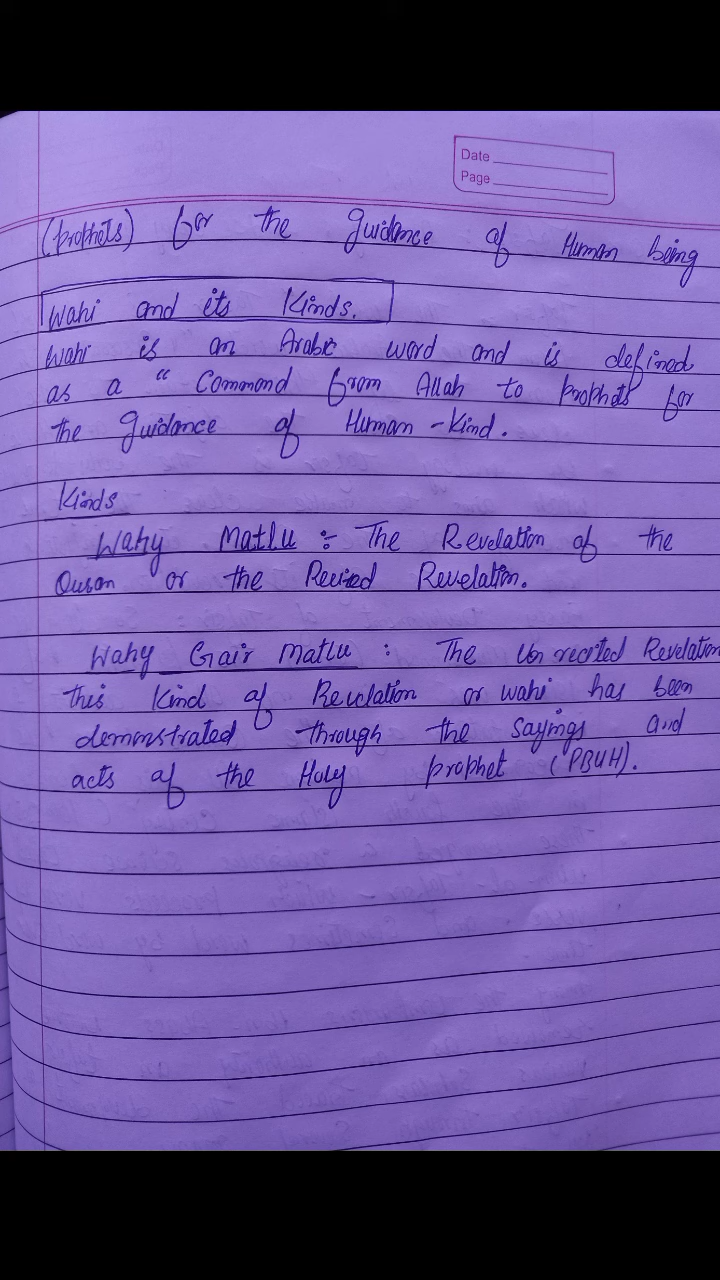 Date
Page
(prophets) for the guidance of Human being
Wahi and its Kinds.
Wahi is an Arabic word and is defined
as a " Command from Allah to prophets for
the guidance of Human-Kind.
Kinds
Wahy Matlu : The Revelation of the
Quran or the Recited Revelation.
Wahy Gair Matlu : The Un recited Revelation
this Kind of Revelation or wahi has been
demonstrated through the sayings and
acts of the Holy prophet (PBUH).